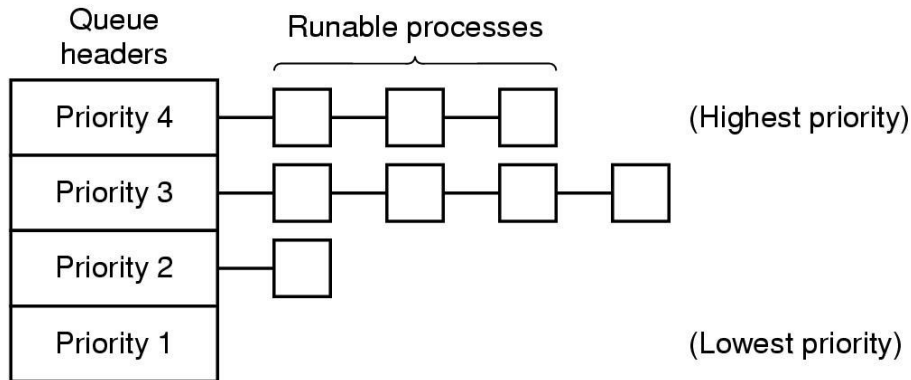 Queue
headers
Runable processes
Priority 4
(Highest priority)
Priority 3
Priority 2
Priority 1
(Lowest priority)